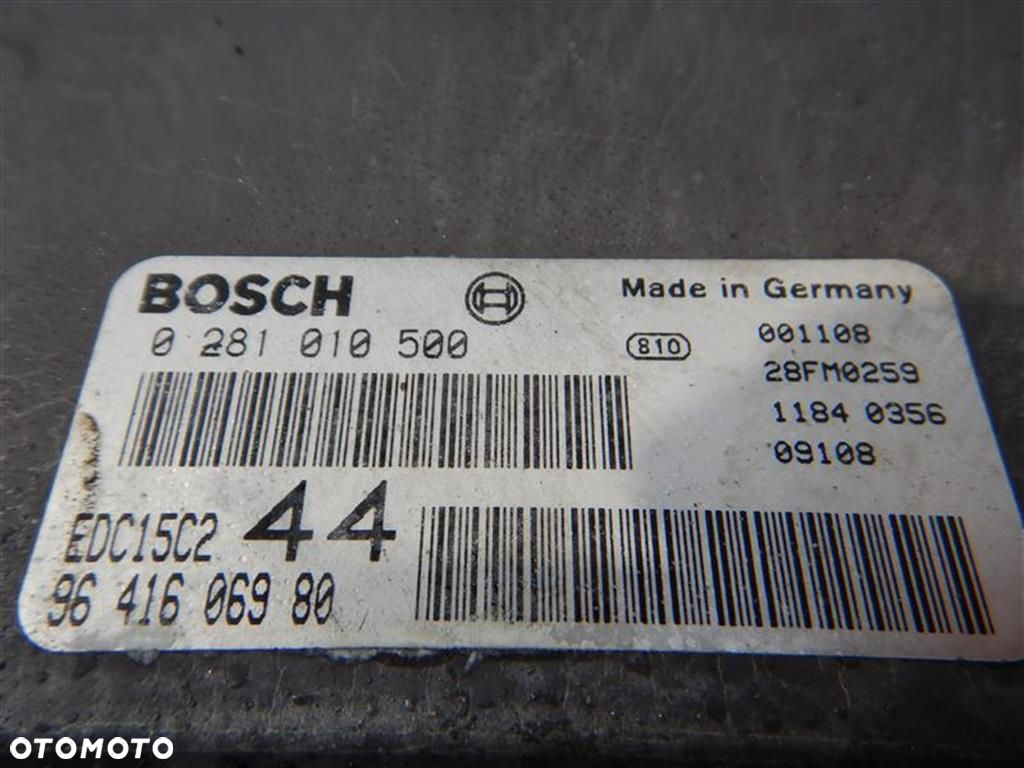 BOSCH
Made in Germany
0 281 010 500
810
001108
28FM0259
1184 0356
09108
EDC15C2
44
96 416 069 80
OTOMOTO